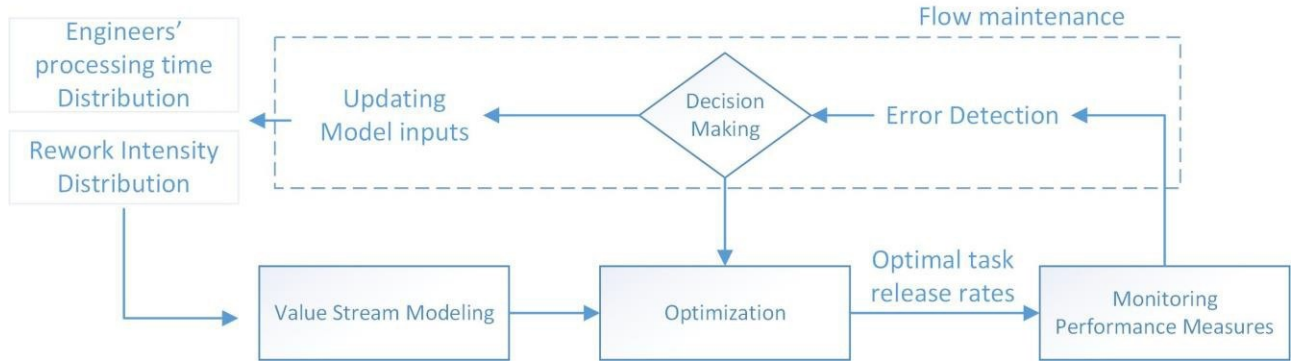 Flow maintenance
Engineers’
processing time
Distribution
Updating
Model inputs
Decision
Making
Error Detection
Rework Intensity
Distribution
Value Stream Modeling
Optimization
Optimal task
release rates
Monitoring
Performance Measures